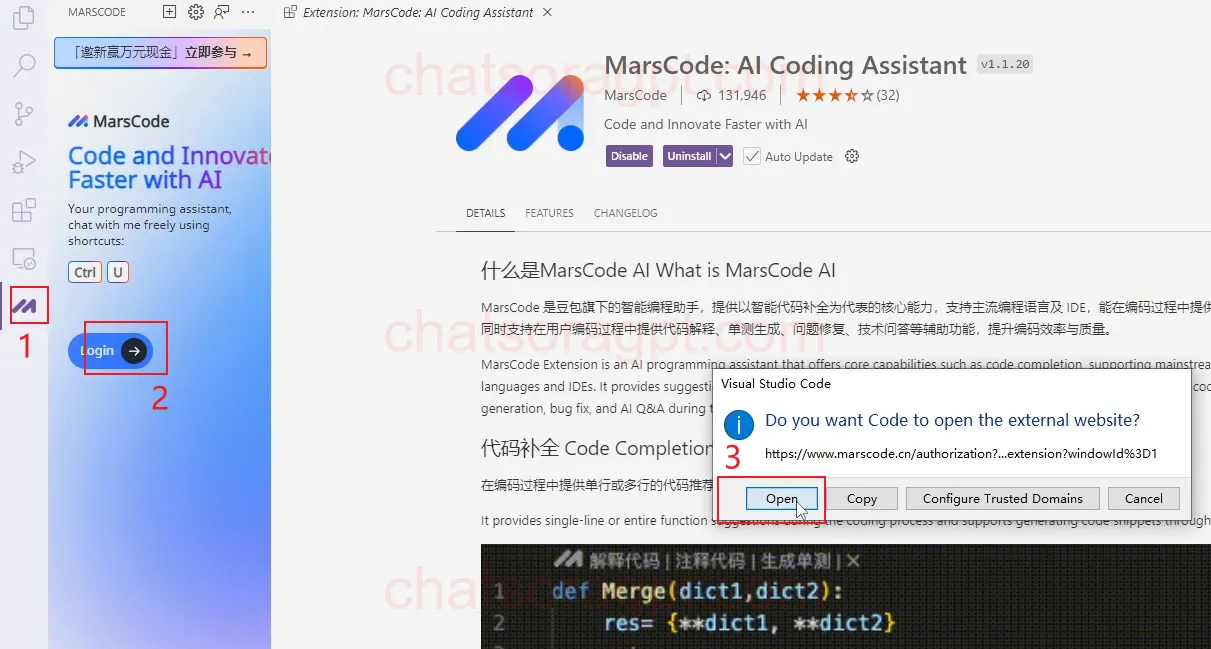 MARSCODE
Extension: MarsCode: AI Coding Assistant
「邀新赢万元现金」立即参与 →
MarsCode
Code and Innovate
Faster with AI
Your programming assistant,
chat with me freely using
shortcuts:
Ctrl U
Login
1
2
chatsoragpt.com
MarsCode: AI Coding Assistant v1.1.20
MarsCode 131,946 (32)
Code and Innovate Faster with AI
Disable Uninstall Auto Update
DETAILS FEATURES CHANGELOG
什么是MarsCode AI What is MarsCode AI
MarsCode 是豆包旗下的智能编程助手，提供以智能代码补全为代表的核心能力，支持主流编程语言及 IDE，能在编码过程中提供
chatsoragpt.com
同时支持在用户编码过程中提供代码解释、单测生成、问题修复、技术问答等辅助功能，提升编码效率与质量。
MarsCode Extension is an AI programming assistant that offers core capabilities such as code completion, supporting mainstream
languages and IDEs. It provides suggesti
generation, bug fix, and AI Q&A during t
Visual Studio Code
Do you want Code to open the external website?
3
https://www.marscode.cn/authorization?...extension?windowId%3D1
Open Copy Configure Trusted Domains Cancel
代码补全 Code Completion
在编码过程中提供单行或多行的代码推荐
It provides single-line or entire function suggestions during the coding process and supports generating code snippets through
解释代码 | 注释代码 | 生成单测 |
1 def Merge(dict1,dict2):
2 res= {**dict1, **dict2}